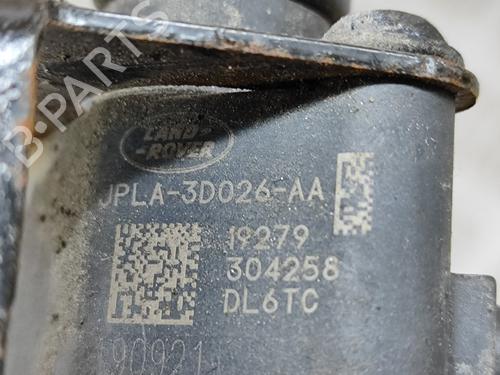 B-PARTS
LAND-
-ROVER
JPLA-3D026-AA
19279
304258
DL6TC